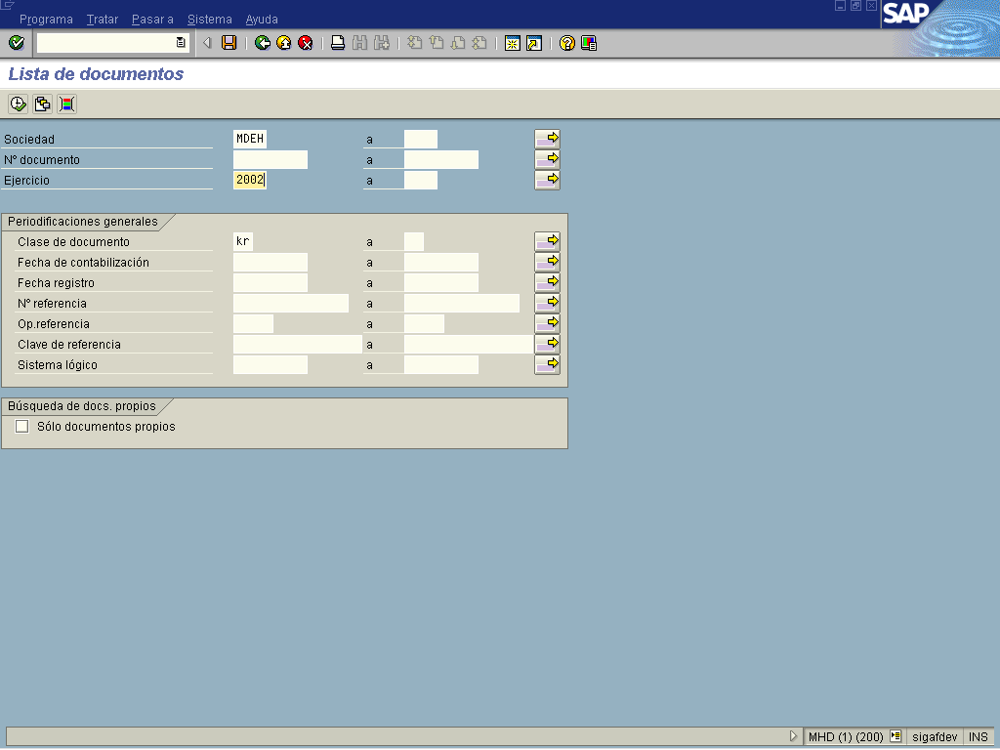 Programa Tratar Pasar a Sistema Ayuda
SAP
Lista de documentos
Sociedad MDEH a
Nº documento a
Ejercicio 2002 a
Periodificaciones generales
Clase de documento kr a
Fecha de contabilización a
Fecha registro a
Nº referencia a
Op.referencia a
Clave de referencia a
Sistema lógico a
Búsqueda de docs. propios
Sólo documentos propios
MHD (1) (200) sigafdev INS